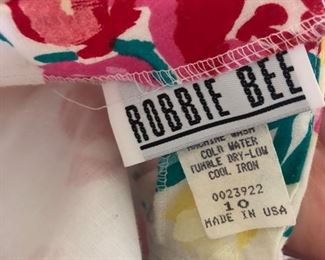 ROBBIE BEE
MACHINE WASH
COLD WATER
TUMBLE DRY-LOW
COOL IRON
0023922
10
MADE IN USA